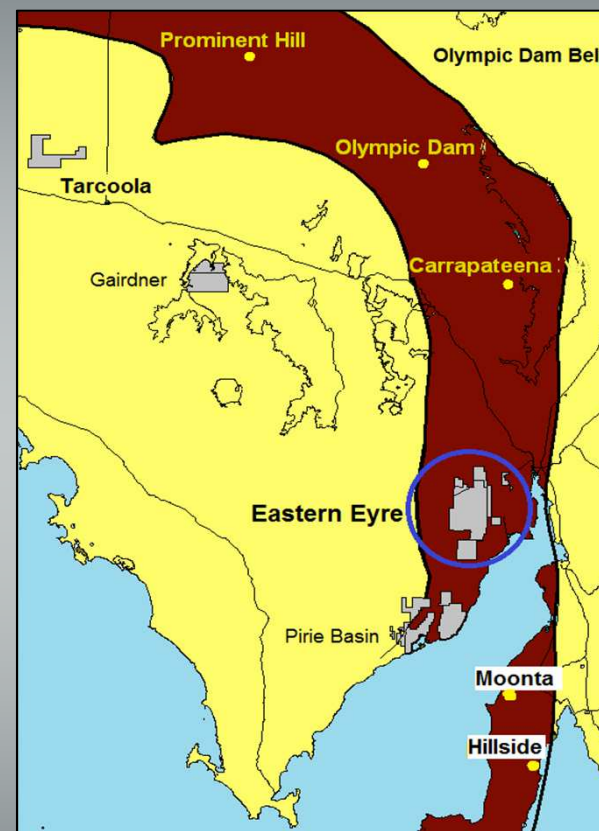 Prominent Hill
Olympic Dam Bel
Olympic Dam
Tarcoola
Gairdner
Carrapateena
Eastern Eyre
Pirie Basin
Moonta
Hillside